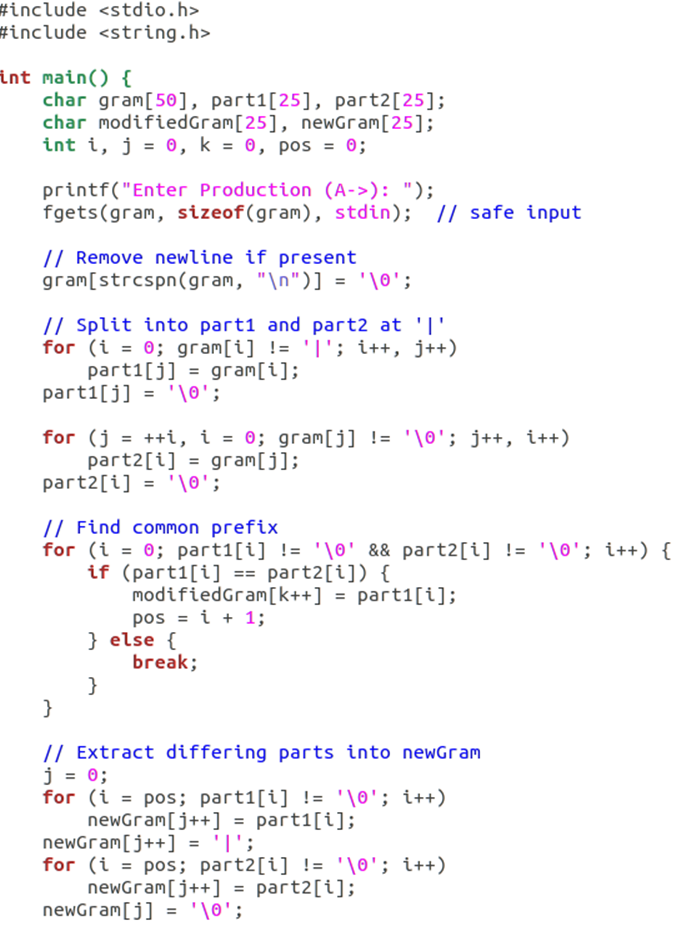 #include <stdio.h>
#include <string.h>

int main() {
    char gram[50], part1[25], part2[25];
    char modifiedGram[25], newGram[25];
    int i, j = 0, k = 0, pos = 0;

    printf("Enter Production (A->): ");
    fgets(gram, sizeof(gram), stdin);  // safe input

    // Remove newline if present
    gram[strcspn(gram, "\n")] = '\0';

    // Split into part1 and part2 at '|'
    for (i = 0; gram[i] != '|'; i++, j++)
        part1[j] = gram[i];
    part1[j] = '\0';

    for (j = ++i, i = 0; gram[j] != '\0'; j++, i++)
        part2[i] = gram[j];
    part2[i] = '\0';

    // Find common prefix
    for (i = 0; part1[i] != '\0' && part2[i] != '\0'; i++) {
        if (part1[i] == part2[i]) {
            modifiedGram[k++] = part1[i];
            pos = i + 1;
        } else {
            break;
        }
    }

    // Extract differing parts into newGram
    j = 0;
    for (i = pos; part1[i] != '\0'; i++)
        newGram[j++] = part1[i];
    newGram[j++] = '|';
    for (i = pos; part2[i] != '\0'; i++)
        newGram[j++] = part2[i];
    newGram[j] = '\0';